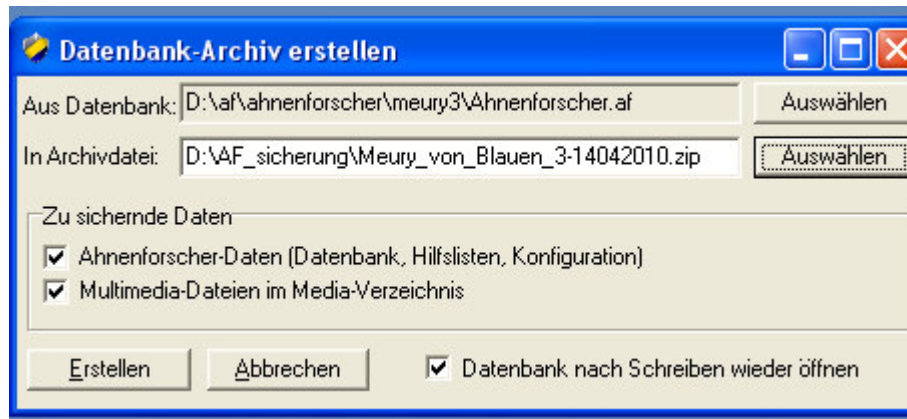 Datenbank-Archiv erstellen
Aus Datenbank: D:\af\ahnenforscher\meury3\Ahnenforscher.af Auswählen
In Archivdatei: D:\AF_sicherung\Meury_von_Blauen_3-14042010.zip Auswählen
Zu sichernde Daten
Ahnenforscher-Daten (Datenbank, Hilfslisten, Konfiguration)
Multimedia-Dateien im Media-Verzeichnis
Erstellen Abbrechen Datenbank nach Schreiben wieder öffnen